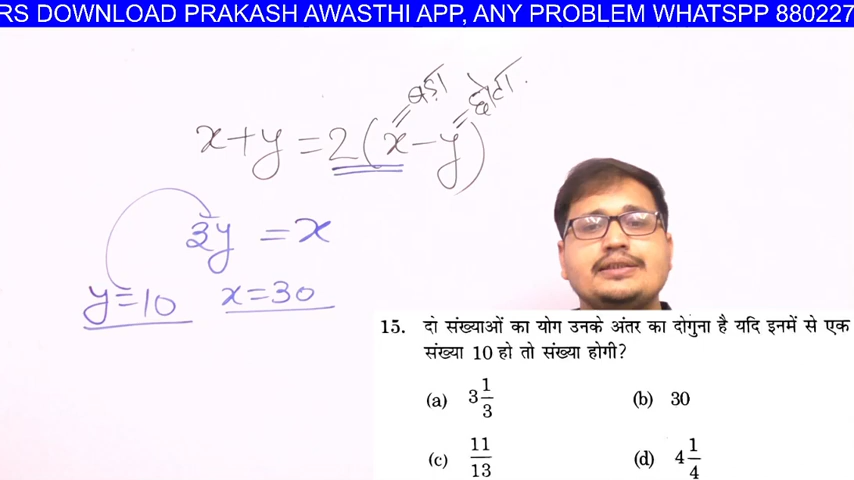 RS DOWNLOAD PRAKASH AWASTHI APP, ANY PROBLEM WHATSPP 880227
बड़ा छोटा
x+y=2(x-y)
3y = x
y=10 x=30
15. दो संख्याओं का योग उनके अंतर का दोगुना है यदि इनमें से एक
संख्या 10 हो तो संख्या होगी?
(a) 3 1/3 (b) 30
(c) 11/13 (d) 4 1/4